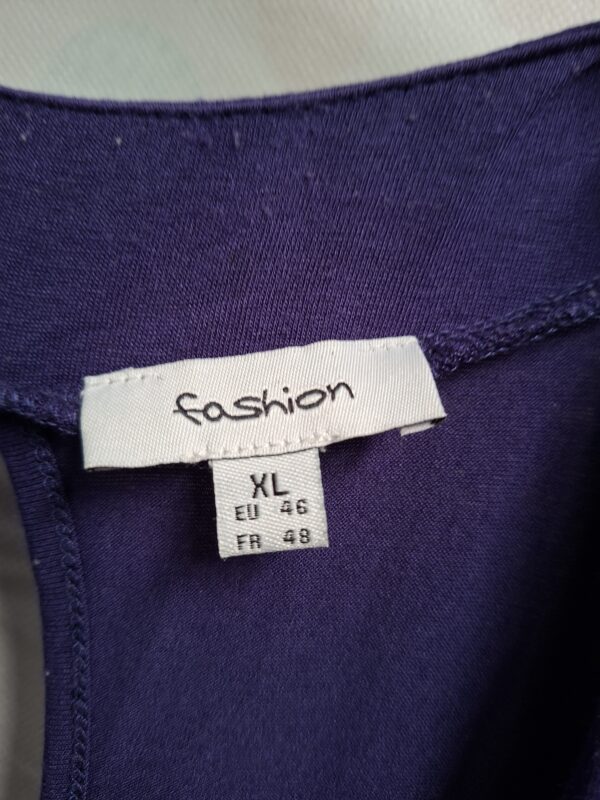 fashion
XL
EU 46
FR 48